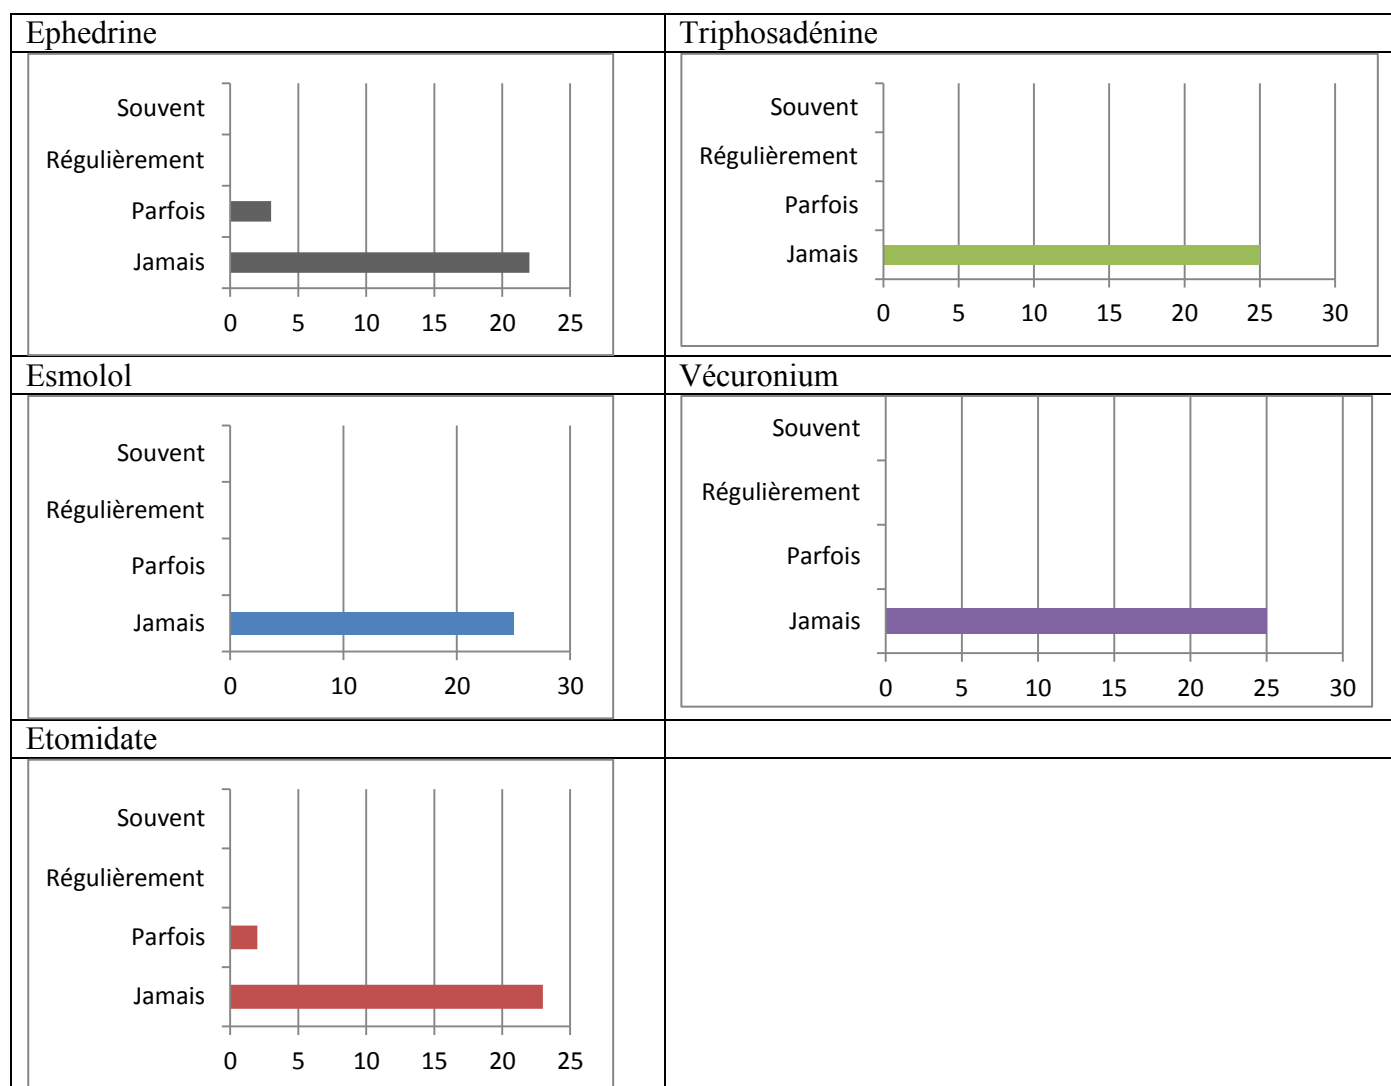 Ephedrine
Triphosadénine
Souvent
Régulièrement
Parfois
Jamais
0 5 10 15 20 25
Souvent
Régulièrement
Parfois
Jamais
0 5 10 15 20 25 30
Esmolol
Vécuronium
Souvent
Régulièrement
Parfois
Jamais
0 10 20 30
Souvent
Régulièrement
Parfois
Jamais
0 5 10 15 20 25 30
Etomidate
Souvent
Régulièrement
Parfois
Jamais
0 5 10 15 20 25